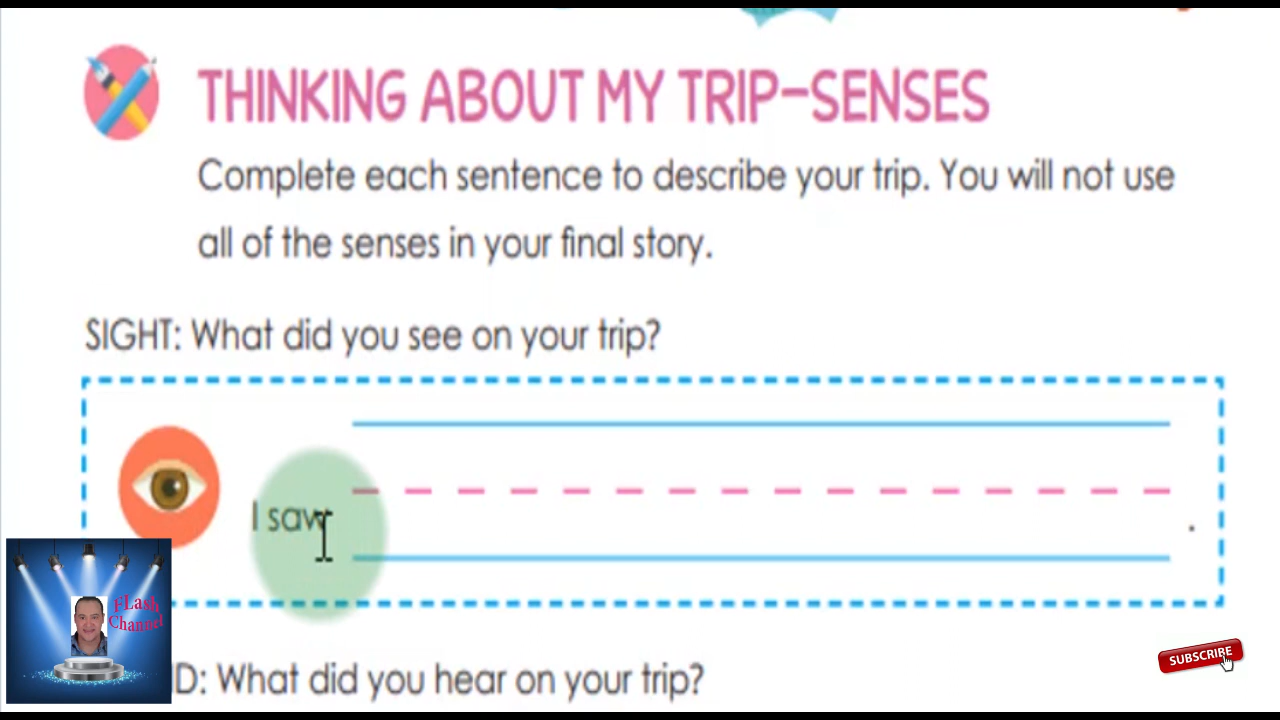 THINKING ABOUT MY TRIP–SENSES
Complete each sentence to describe your trip. You will not use
all of the senses in your final story.
SIGHT: What did you see on your trip?
I saw .
FLash
Channel
SUBSCRIBE
ND: What did you hear on your trip?